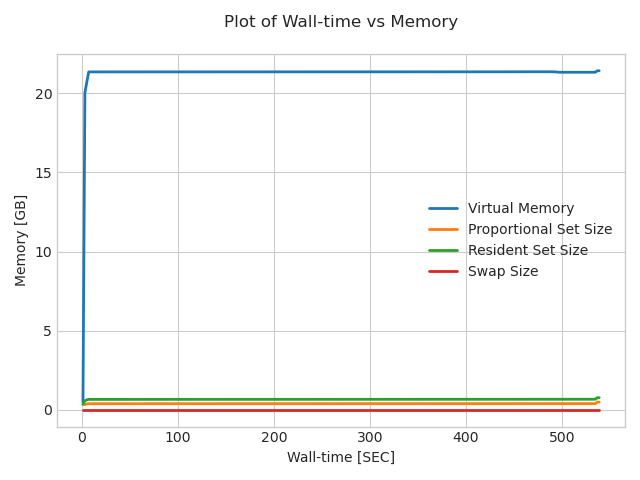 Plot of Wall-time vs Memory
Memory [GB]
20
15
10
5
0
Virtual Memory
Proportional Set Size
Resident Set Size
Swap Size
0 100 200 300 400 500
Wall-time [SEC]